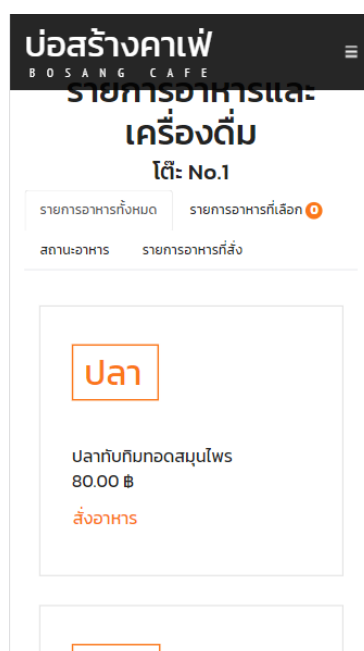 บ่อสร้างคาเฟ่
BOSANG CAFE
รายการอาหารและ
เครื่องดื่ม
โต๊ะ No.1
รายการอาหารทั้งหมด รายการอาหารที่เลือก 0
สถานะอาหาร รายการอาหารที่สั่ง
ปลา
ปลาทับทิมทอดสมุนไพร
80.00 ฿
สั่งอาหาร